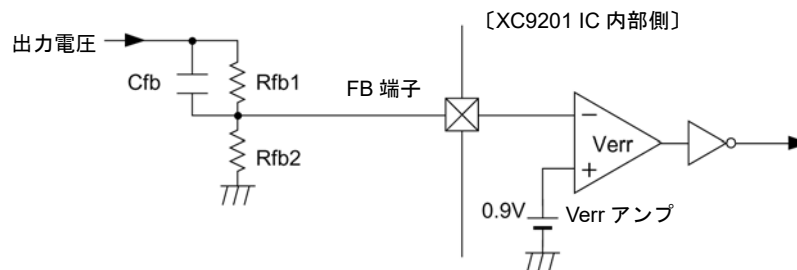 〔XC9201 IC 内部側〕
出力電圧
Cfb
Rfb1
FB 端子
Rfb2
−
Verr
+
0.9V
Verr アンプ